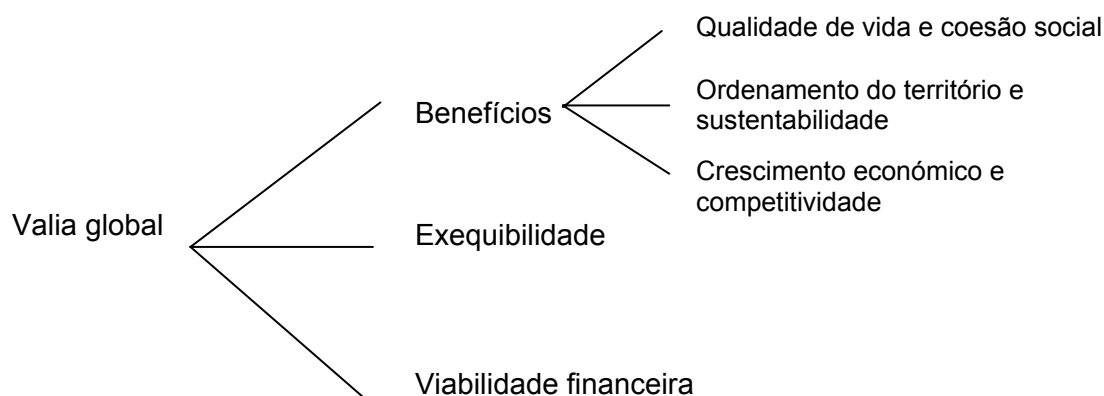 Qualidade de vida e coesão social
Ordenamento do território e
sustentabilidade
Benefícios
Crescimento económico e
competitividade
Valia global
Exequibilidade
Viabilidade financeira